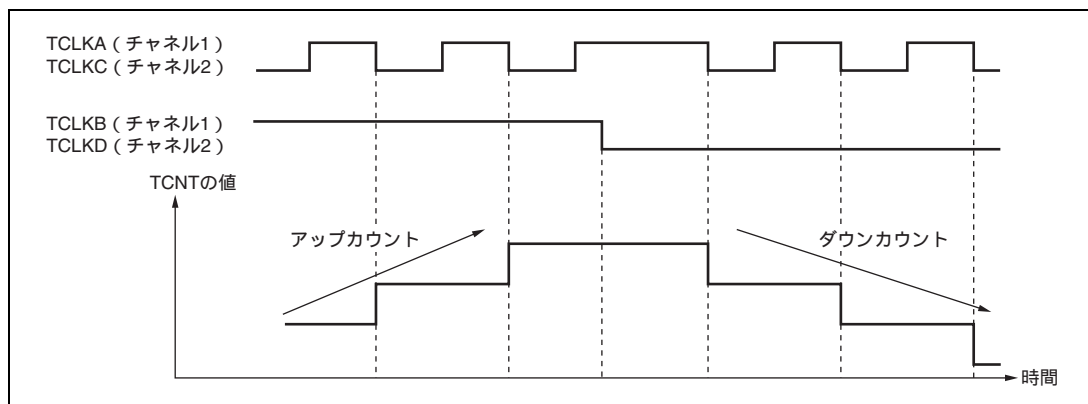 TCLKA（チャネル1）
TCLKC（チャネル2）
TCLKB（チャネル1）
TCLKD（チャネル2）
TCNTの値
アップカウント
ダウンカウント
時間